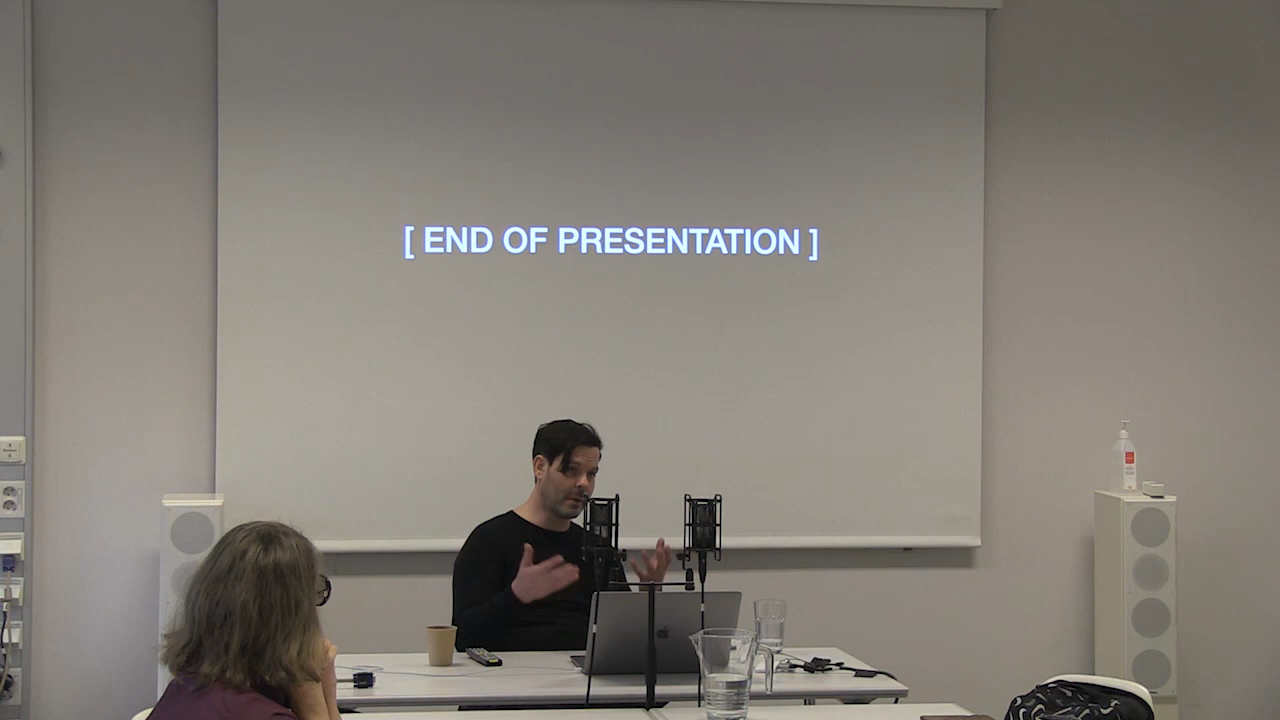 [ END OF PRESENTATION ]